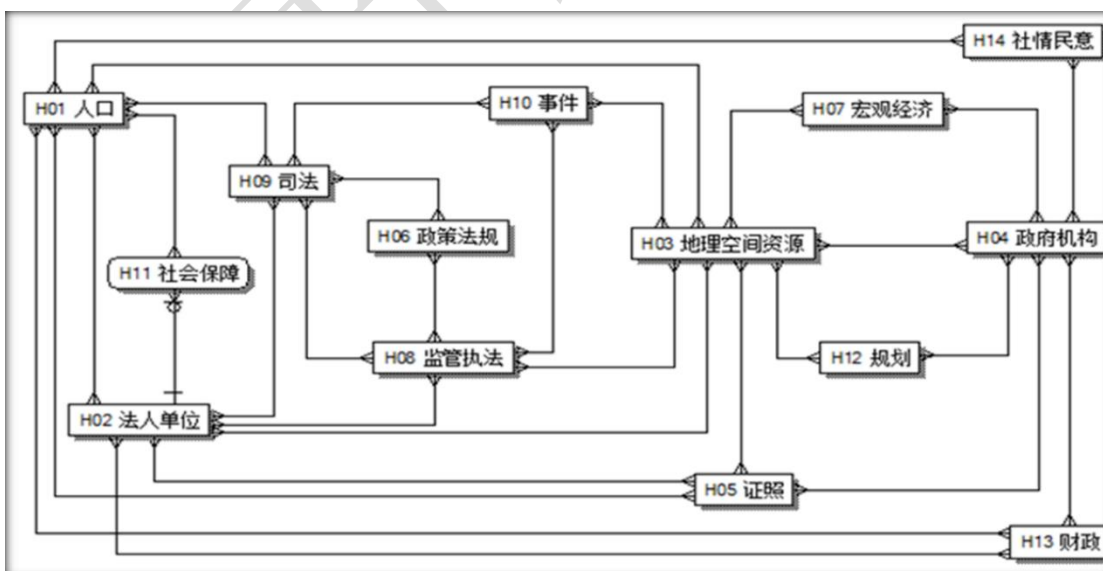 H14 社情民意
H01 人口
H10 事件
H07 宏观经济
H09 司法
H06 政策法规
H03 地理空间资源
H04 政府机构
H11 社会保障
H08 监管执法
H12 规划
H02 法人单位
H05 证照
H13 财政